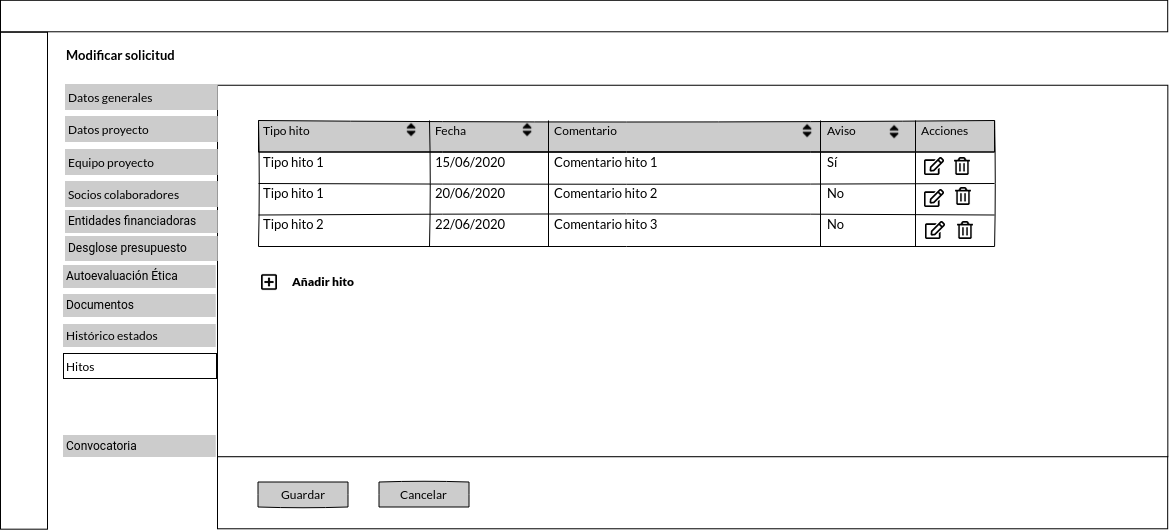 Modificar solicitud
Datos generales
Datos proyecto
Equipo proyecto
Socios colaboradores
Entidades financiadoras
Desglose presupuesto
Autoevaluación Ética
Documentos
Histórico estados
Hitos
Convocatoria
Tipo hito Fecha Comentario Aviso Acciones
Tipo hito 1 15/06/2020 Comentario hito 1 Sí
Tipo hito 1 20/06/2020 Comentario hito 2 No
Tipo hito 2 22/06/2020 Comentario hito 3 No
Añadir hito
Guardar Cancelar